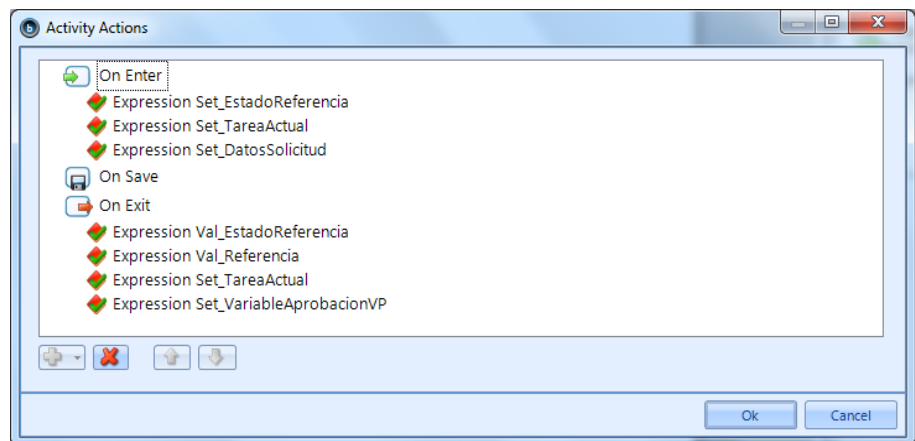 Activity Actions
On Enter
Expression Set_EstadoReferencia
Expression Set_TareaActual
Expression Set_DatosSolicitud
On Save
On Exit
Expression Val_EstadoReferencia
Expression Val_Referencia
Expression Set_TareaActual
Expression Set_VariableAprobacionVP
Ok Cancel